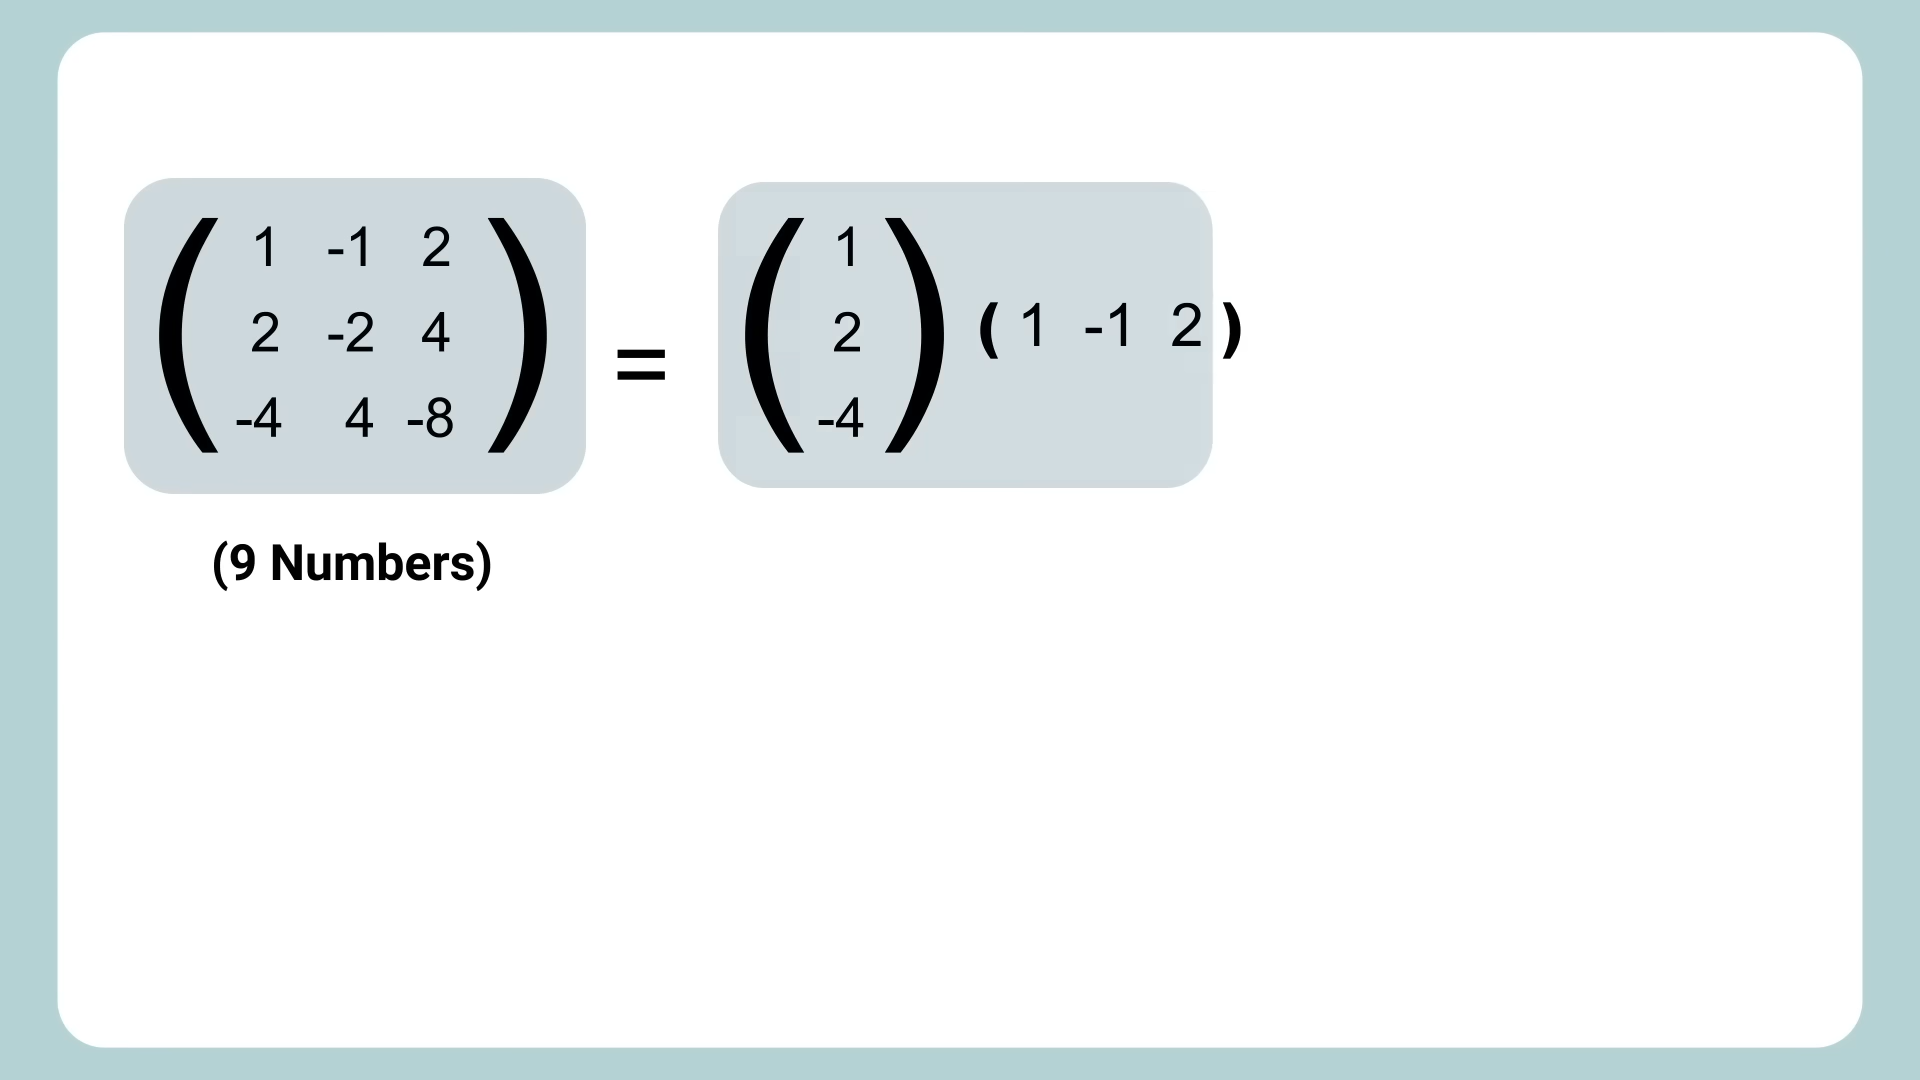 ( 1 -1 2 ) ( 1 )
( 2 -2 4 ) = ( 2 ) ( 1 -1 2 )
( -4 4 -8 ) ( -4 )
(9 Numbers)